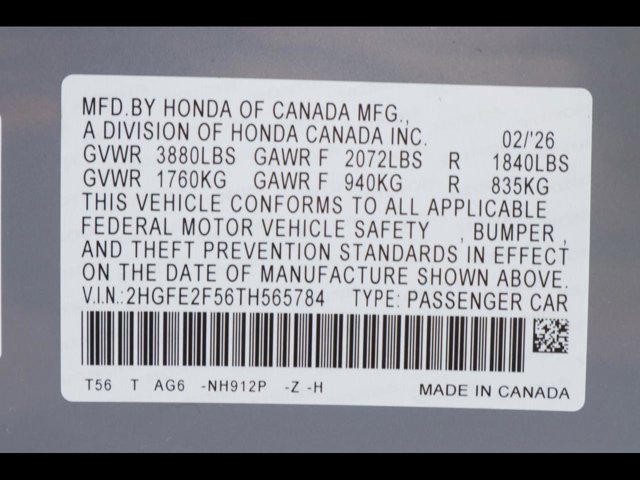 MFD.BY HONDA OF CANADA MFG.,
A DIVISION OF HONDA CANADA INC. 02/'26
GVWR 3880LBS GAWR F 2072LBS R 1840LBS
GVWR 1760KG GAWR F 940KG R 835KG
THIS VEHICLE CONFORMS TO ALL APPLICABLE
FEDERAL MOTOR VEHICLE SAFETY , BUMPER ,
AND THEFT PREVENTION STANDARDS IN EFFECT
ON THE DATE OF MANUFACTURE SHOWN ABOVE.
V.I.N.:2HGFE2F56TH565784 TYPE: PASSENGER CAR
T56 T AG6 -NH912P -Z -H MADE IN CANADA